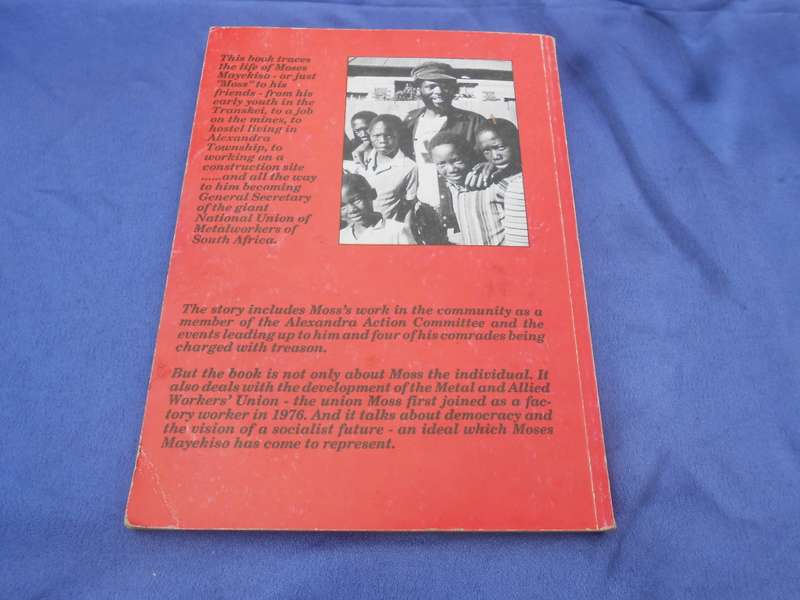 This book traces
the life of Moses
Mayekiso - or just
"Moss" to his
friends - from his
early youth in the
Transkei, to a job
on the mines, to
hostel living in
Alexandra
Township, to
working on a
construction site
......and all the way
to him becoming
General Secretary
of the giant
National Union of
Metalworkers of
South Africa.
The story includes Moss's work in the community as a
member of the Alexandra Action Committee and the
events leading up to him and four of his comrades being
charged with treason.
But the book is not only about Moss the individual. It
also deals with the development of the Metal and Allied
Workers' Union - the union Moss first joined as a fac-
tory worker in 1976. And it talks about democracy and
the vision of a socialist future - an ideal which Moses
Mayekiso has come to represent.